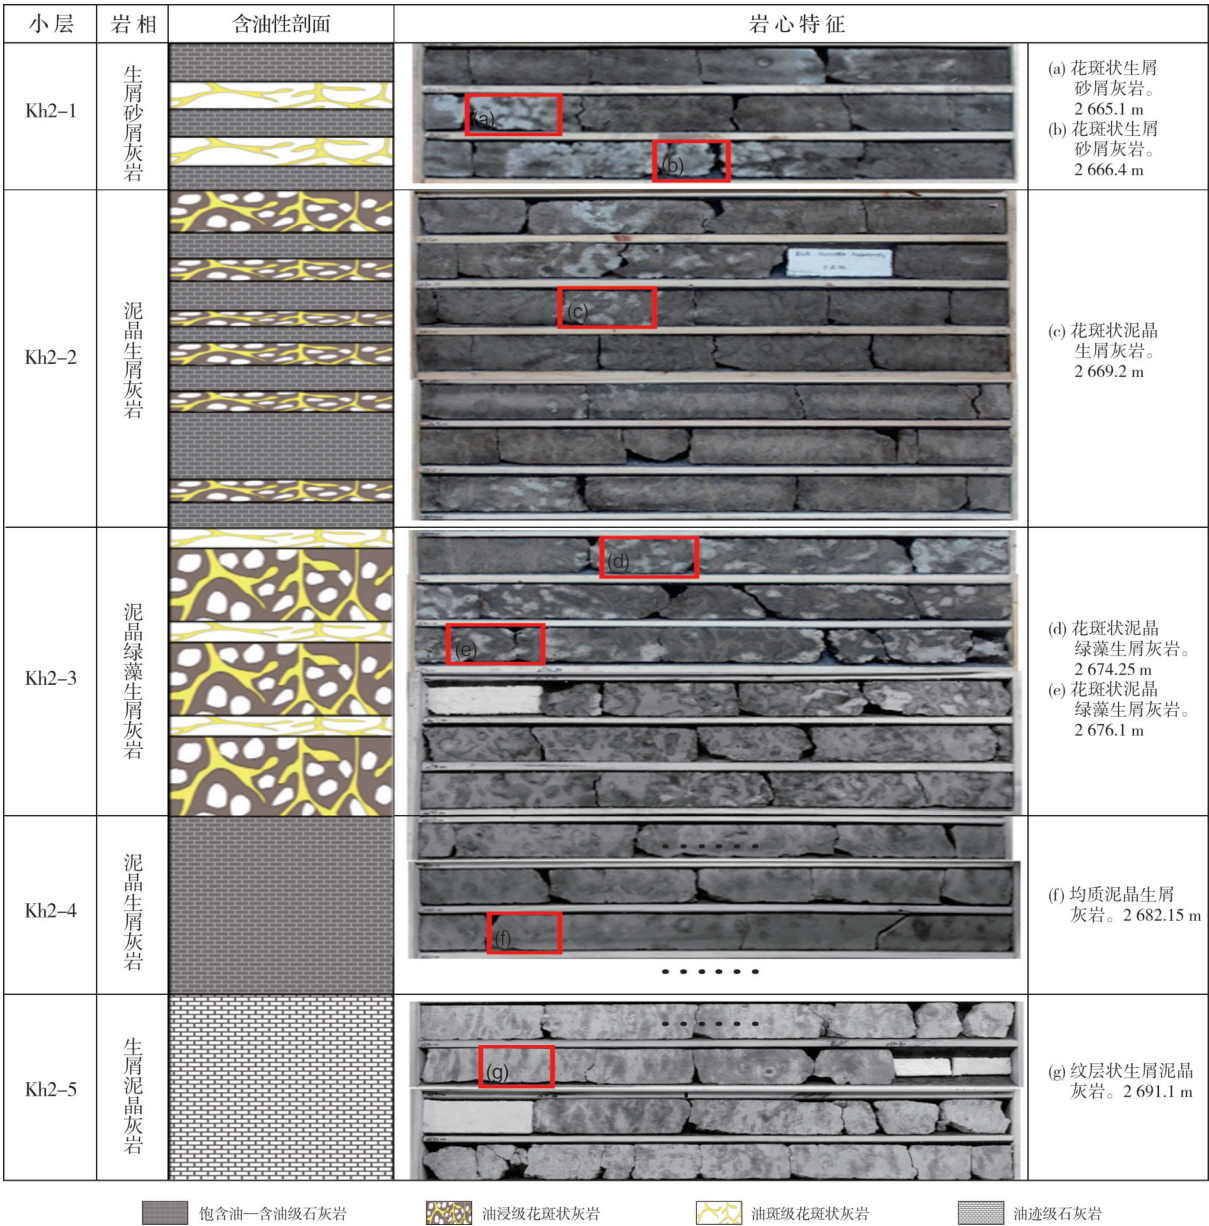 小层 岩相 含油性剖面 岩心特征
Kh2-1
生屑砂屑灰岩
(a)
(b)
(a) 花斑状生屑
砂屑灰岩。
2 665.1 m
(b) 花斑状生屑
砂屑灰岩。
2 666.4 m
Kh2-2
泥晶生屑灰岩
(c)
(c) 花斑状泥晶
生屑灰岩。
2 669.2 m
Kh2-3
泥晶绿藻生屑灰岩
(d)
(e)
(d) 花斑状泥晶
绿藻生屑灰岩。
2 674.25 m
(e) 花斑状泥晶
绿藻生屑灰岩。
2 676.1 m
Kh2-4
泥晶生屑灰岩
(f)
(f) 均质泥晶生屑
灰岩。2 682.15 m
Kh2-5
生屑泥晶灰岩
(g)
(g) 纹层状生屑泥晶
灰岩。2 691.1 m
饱含油—含油级石灰岩 油浸级花斑状灰岩 油斑级花斑状灰岩 油迹级石灰岩